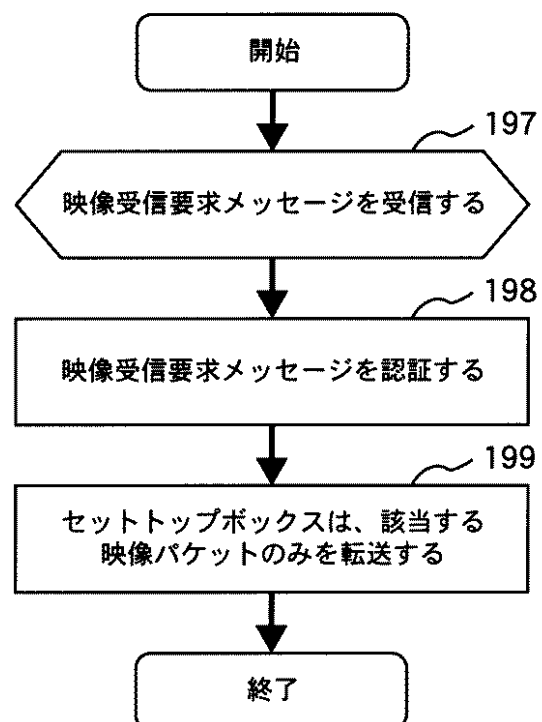 開始
197
映像受信要求メッセージを受信する
198
映像受信要求メッセージを認証する
199
セットトップボックスは、該当する
映像パケットのみを転送する
終了